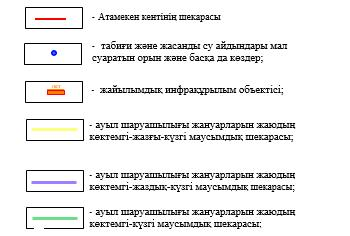 - Атамекен кентінің шекарасы
- табиғи және жасанды су айдындары мал
суаратын орын және басқа да көздер;
- жайылымдық инфрақұрылым объектісі;
- ауыл шаруашылығы жануарларын жаюдың
көктемгі-жазғы-күзгі маусымдық шекарасы;
- ауыл шаруашылығы жануарларын жаюдың
көктемгі-жаздық-күзгі маусымдық шекарасы;
- ауыл шаруашылығы жануарларын жаюдың
көктемгі-күзгі маусымдық шекарасы;